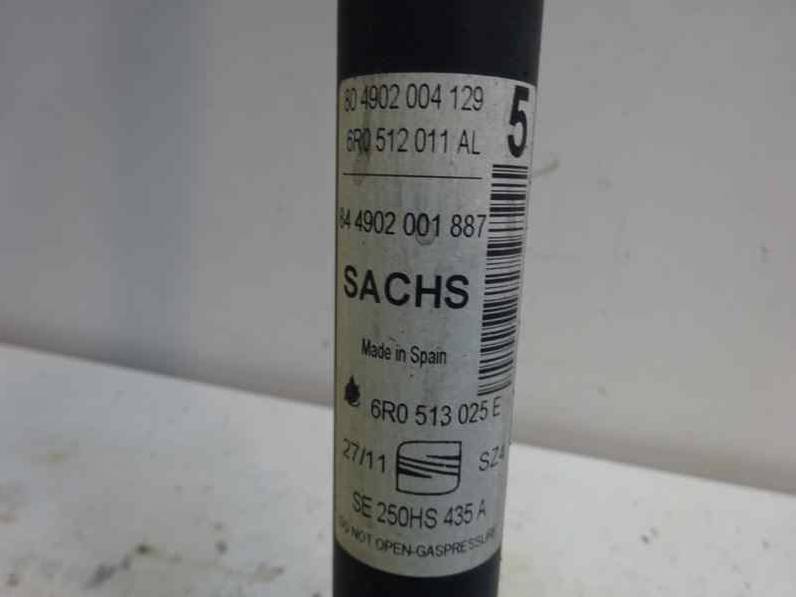 80 4902 004 129
5
6R0 512 011 AL
84 4902 001 887
SACHS
Made in Spain
6R0 513 025 E
27/11
SZ4
SE 250HS 435 A
DO NOT OPEN-GASPRESSURE